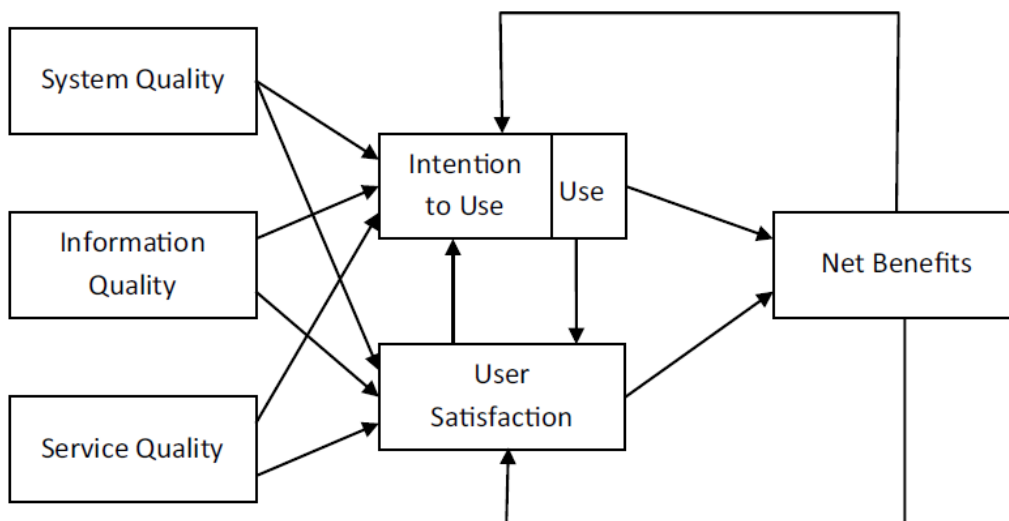 System Quality
Information
Quality
Service Quality
Intention
to Use
Use
User
Satisfaction
Net Benefits